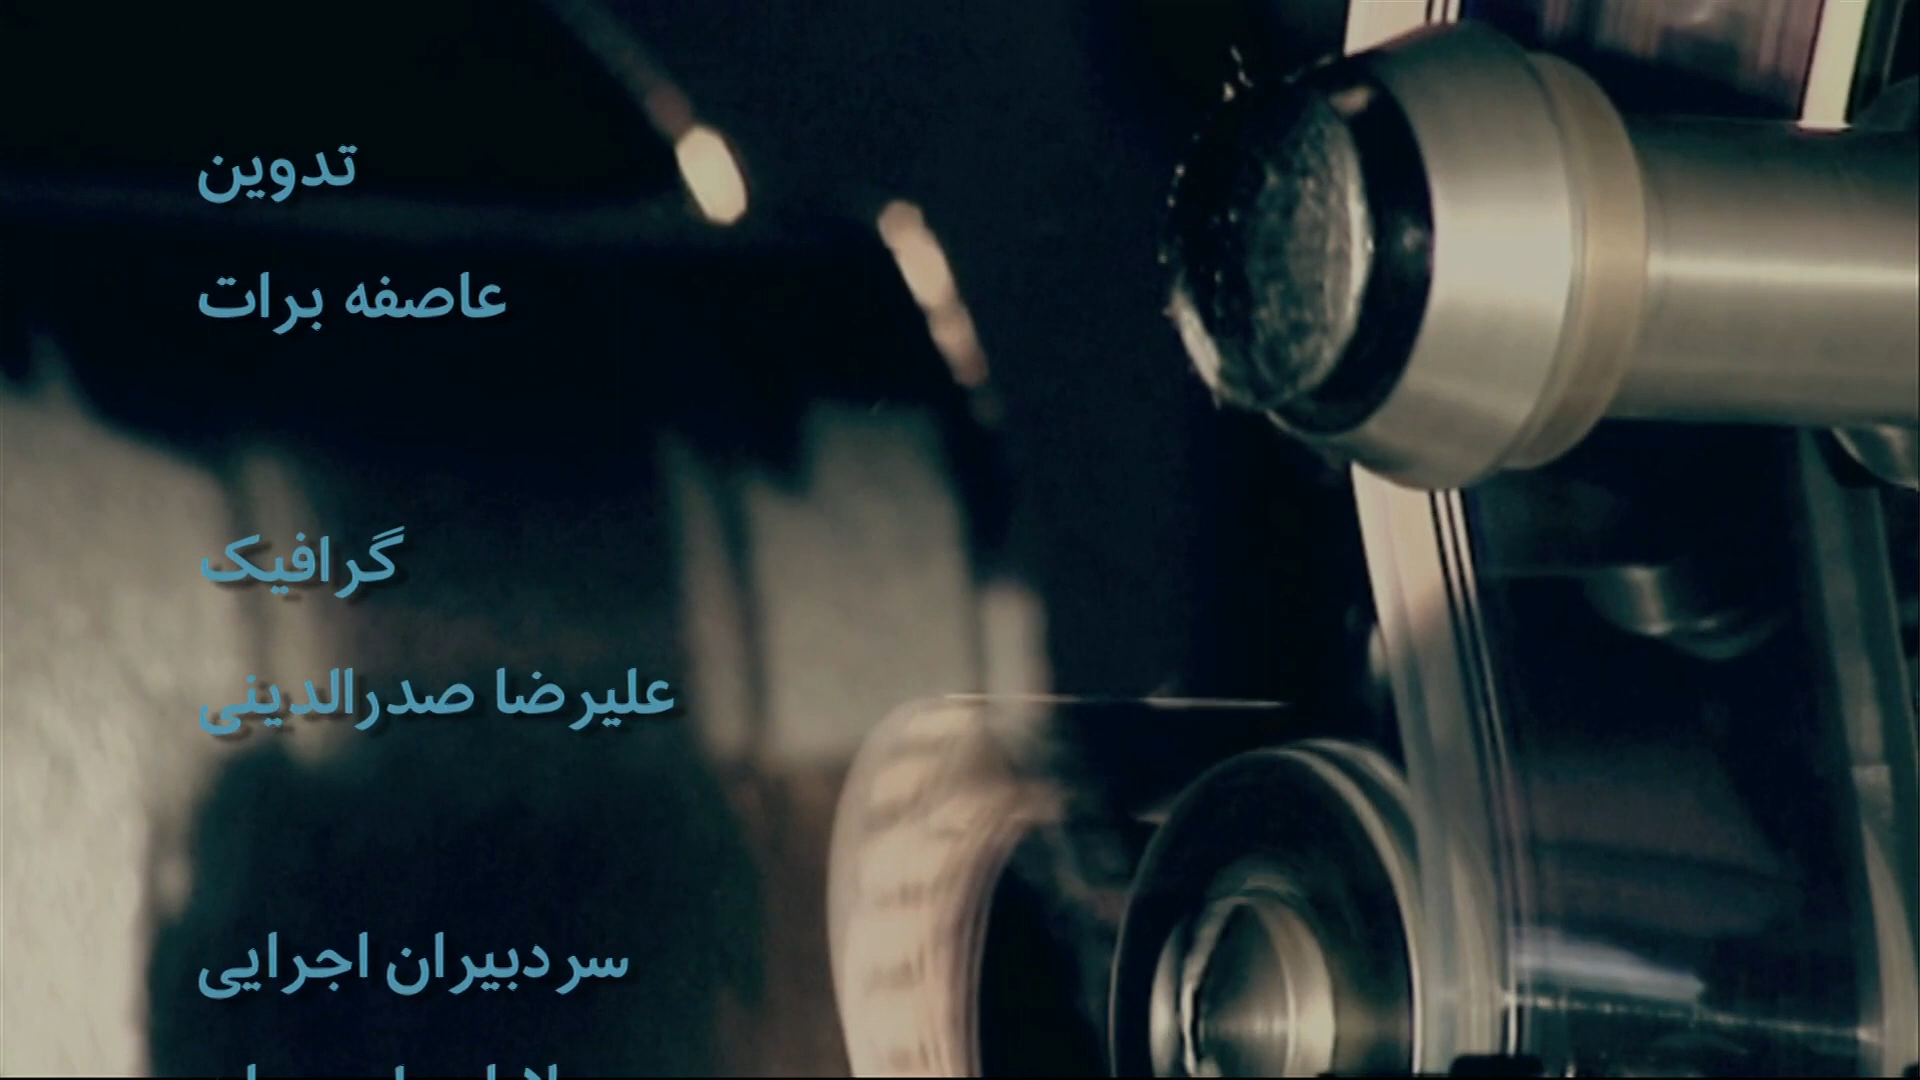 تدوین
عاصفه برات
گرافیک
علیرضا صدرالدینی
سردبیران اجرایی